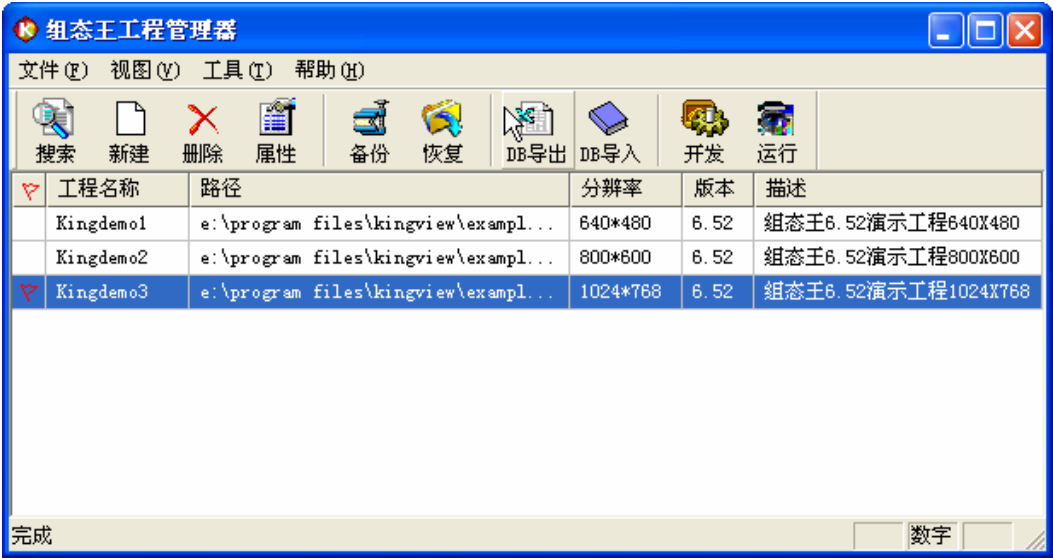 组态王工程管理器
文件(F) 视图(V) 工具(T) 帮助(H)
搜索 新建 删除 属性 备份 恢复 DB导出 DB导入 开发 运行
工程名称 路径 分辨率 版本 描述
Kingdemo1 e:\program files\kingview\exampl... 640*480 6.52 组态王6.52演示工程640X480
Kingdemo2 e:\program files\kingview\exampl... 800*600 6.52 组态王6.52演示工程800X600
Kingdemo3 e:\program files\kingview\exampl... 1024*768 6.52 组态王6.52演示工程1024X768
完成 数字